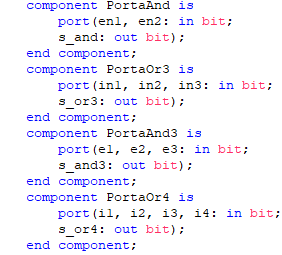 component PortaAnd is
port(en1, en2: in bit;
s_and: out bit);
end component;
component PortaOr3 is
port(in1, in2, in3: in bit;
s_or3: out bit);
end component;
component PortaAnd3 is
port(e1, e2, e3: in bit;
s_and3: out bit);
end component;
component PortaOr4 is
port(i1, i2, i3, i4: in bit;
s_or4: out bit);
end component;